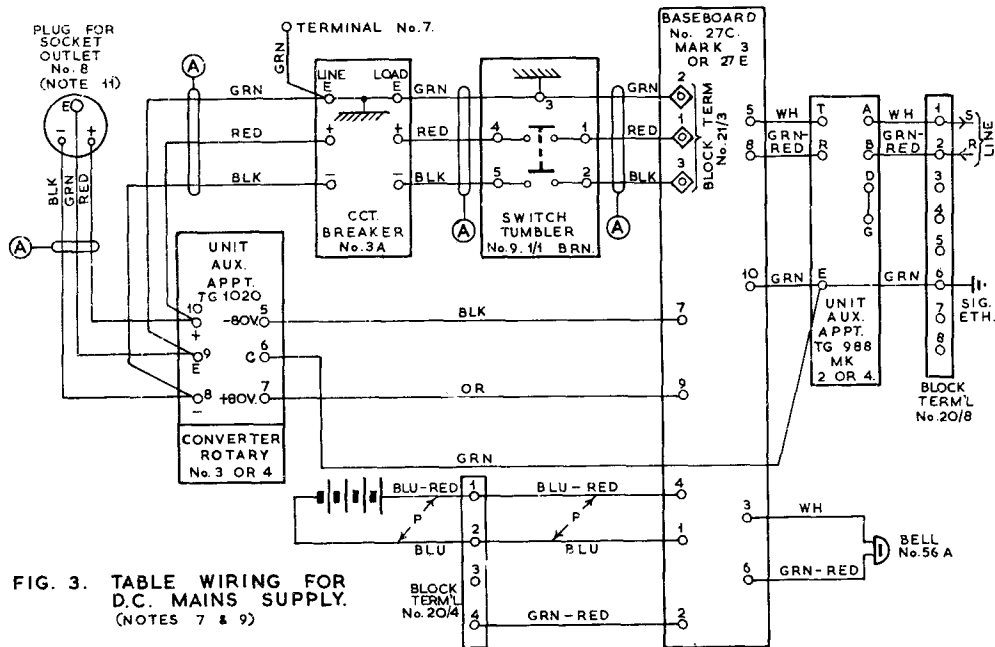 PLUG FOR
SOCKET
OUTLET
No. 8
(NOTE 11)
E
−
+
BLK
GRN
RED
A
A
TERMINAL No. 7.
GRN
LINE
LOAD
E
E
+
+
−
−
CCT.
BREAKER
No. 3A
GRN
RED
BLK
GRN
RED
BLK
A
3
4
1
5
2
SWITCH
TUMBLER
No. 9. 1/1 BRN.
A
GRN
RED
BLK
BASEBOARD
No. 27C.
MARK 3
OR 27E
2
1
3
BLOCK TERM
No. 21/3
5
8
10
WH
GRN-
RED
GRN
T
A
R
B
D
G
E
UNIT
AUX.
APPT.
TG 988
MK
2 OR 4.
WH
GRN-
RED
GRN
1
2
3
4
5
6
7
8
S
R
LINE
SIG.
ETH.
BLOCK
TERM'L
No. 20/8
UNIT
AUX.
APPT.
TG 1020
10
+
9
E
8
−
−80V.
5
C
6
+80V.
7
CONVERTER
ROTARY
No. 3 OR 4
BLK
7
OR
9
GRN
BLU-RED
1
BLU-RED
4
P
P
BLU
2
BLU
1
3
4
GRN-RED
2
BLOCK
TERM'L
No. 20/4
3
WH
6
GRN-RED
BELL
No. 56 A
FIG. 3. TABLE WIRING FOR
D.C. MAINS SUPPLY.
(NOTES 7 & 9)